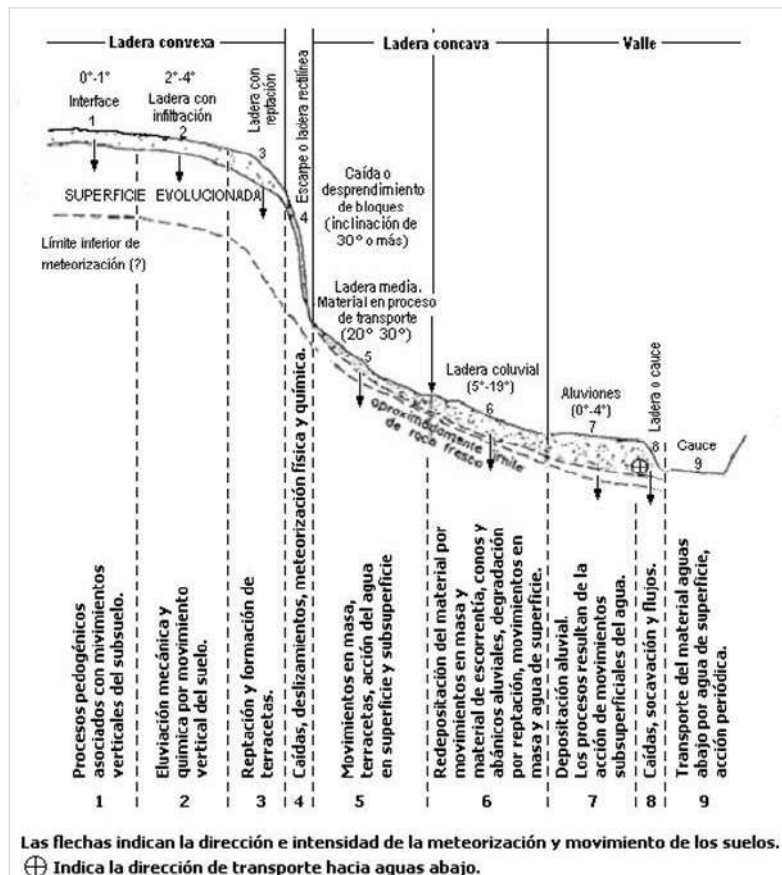 Ladera convexa
Ladera concava
Valle
0°-1°
Interface
1
2°-4°
Ladera con
infiltración
2
Ladera con
reptación
3
Escarpe o ladera rectilínea
4
SUPERFICIE EVOLUCIONADA
Límite inferior de
meteorización (?)
Caída o
desprendimiento
de bloques
(inclinación de
30° o más)
Ladera media.
Material en proceso
de transporte
(20° 30°)
5
Ladera coluvial
(5°-19°)
6
aproximadamente límite
de roca fresca
Aluviones
(0°-4°)
7
Ladera o cauce
8
Cauce
9
Procesos pedogénicos
asociados con mivimientos
verticales del subsuelo.
1
Eluviación mecánica y
química por movimiento
vertical del suelo.
2
Reptación y formación de
terracetas.
3
Caídas, deslizamientos, meteorización física y química.
4
Movimientos en masa,
terracetas, acción del agua
en superficie y subsuperficie
5
Redepositación del material por
movimientos en masa y
material de escorrentía, conos y
abánicos aluviales, degradación
por reptación, movimientos en
masa y agua de superficie.
6
Depositación aluvial.
Los procesos resultan de la
acción de movimientos
subsuperficiales del agua.
7
Caídas, socavación y flujos.
8
Transporte del material aguas
abajo por agua de superficie,
acción periódica.
9
Las flechas indican la dirección e intensidad de la meteorización y movimiento de los suelos.
⊕ Indica la dirección de transporte hacia aguas abajo.